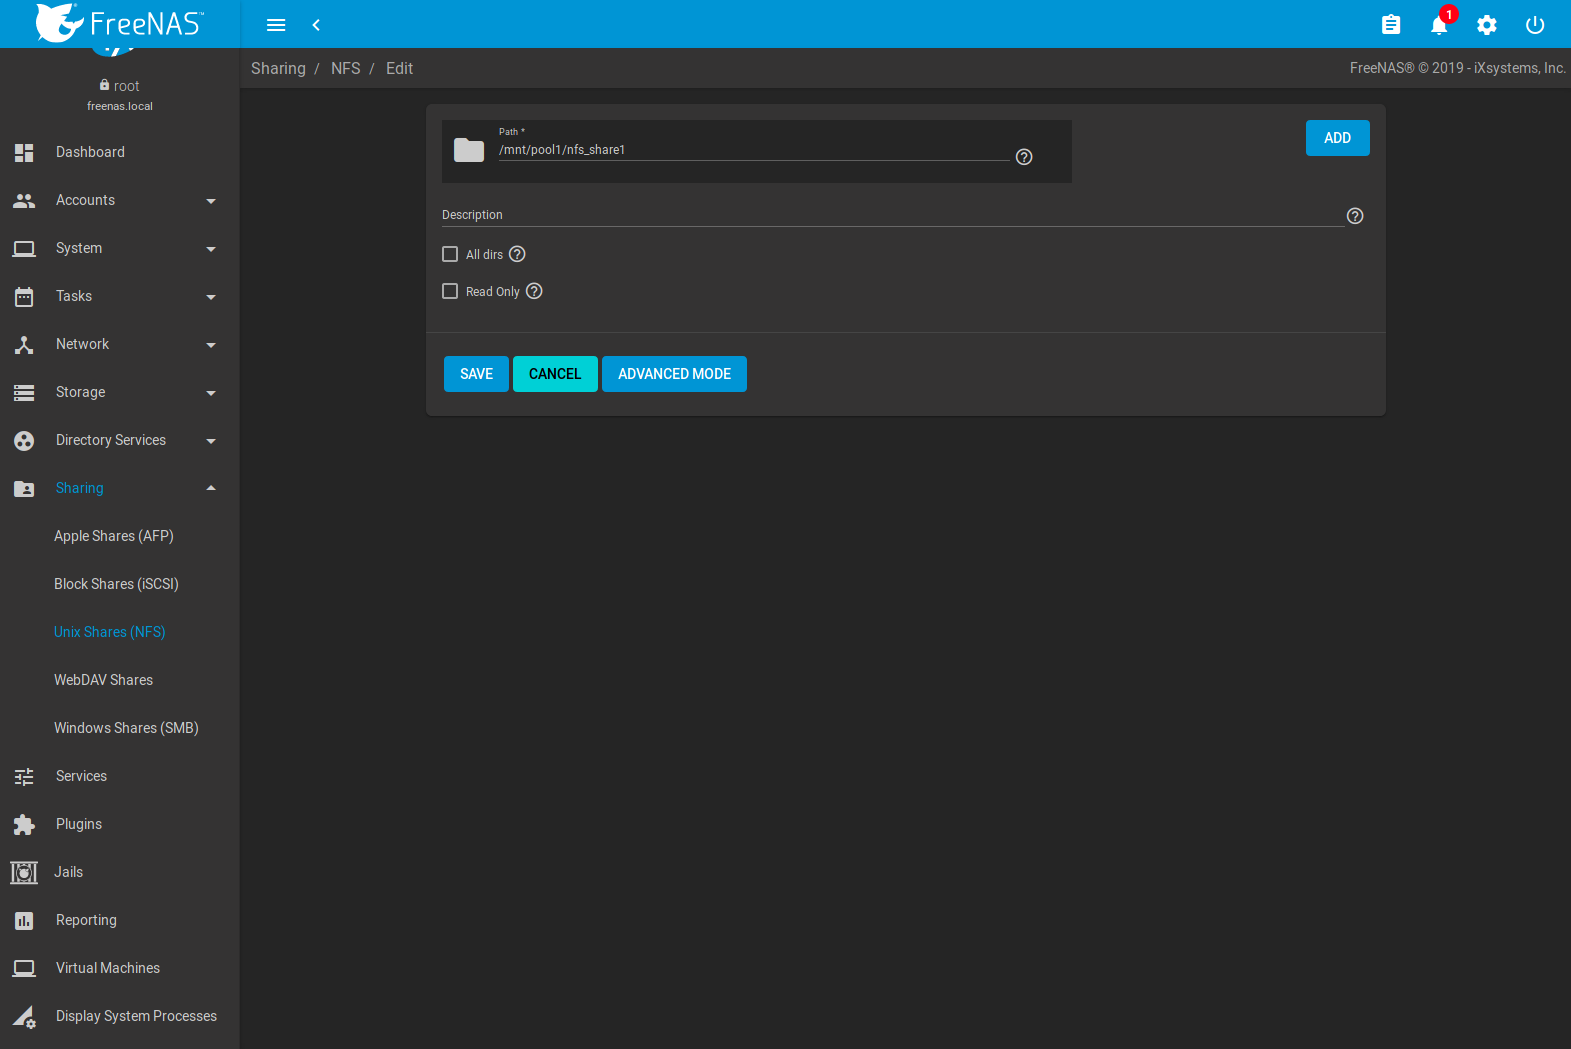 FreeNAS™
1
root
freenas.local
Dashboard
Accounts
System
Tasks
Network
Storage
Directory Services
Sharing
Apple Shares (AFP)
Block Shares (iSCSI)
Unix Shares (NFS)
WebDAV Shares
Windows Shares (SMB)
Services
Plugins
Jails
Reporting
Virtual Machines
Display System Processes
Sharing / NFS / Edit
FreeNAS® © 2019 - iXsystems, Inc.
Path *
/mnt/pool1/nfs_share1
ADD
Description
All dirs
Read Only
SAVE CANCEL ADVANCED MODE